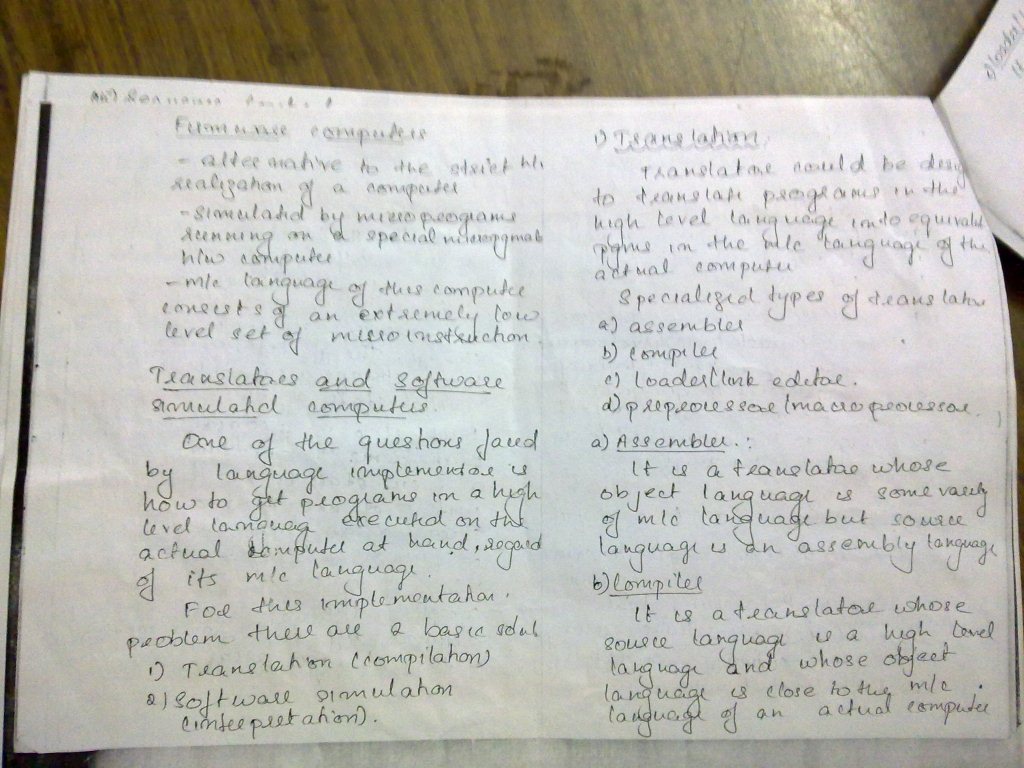 Firmware computers
- alternative to the strict h/w
realization of a computer
- simulated by microprograms
running on a special microprgmab
h/w computer
- m/c language of this computer
consists of an extremely low
level set of microinstruction.
Translators and software
simulated computers.
One of the questions faced
by language implementor is
how to get programs in a high
level language executed on the
actual computer at hand, regard
of its m/c language.
For this implementation.
problem there are 2 basic solut
1) Translation (compilation)
2) Software simulation
(interpretation).
1) Translation
Translator could be desig
to translate programs in the
high level language into equivalent
pgms in the m/c language of the
actual computer
Specialized types of translator
a) assembler
b) compiler
c) loader/link editor.
d) preprocessor/macroprocessor.
a) Assembler.:
It is a translator whose
object language is some variety
of m/c language but source
language is an assembly language
b) Compiler
It is a translator whose
source language is a high level
language and whose object
language is close to the m/c.
language of an actual computer